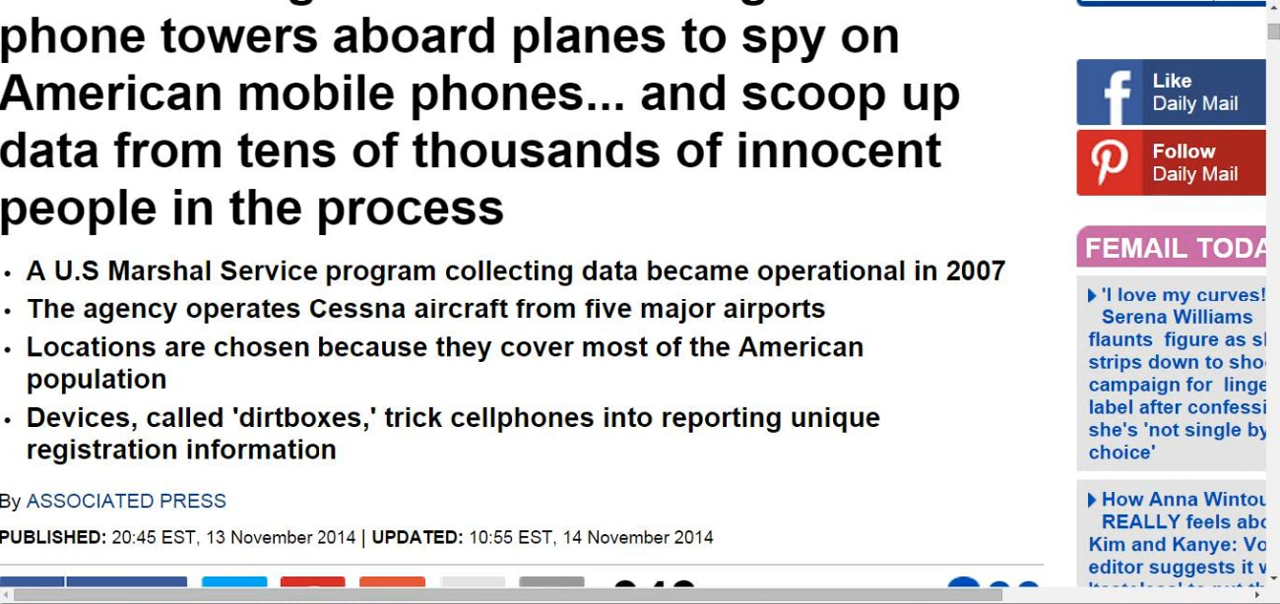 phone towers aboard planes to spy on
American mobile phones... and scoop up
data from tens of thousands of innocent
people in the process
• A U.S Marshal Service program collecting data became operational in 2007
• The agency operates Cessna aircraft from five major airports
• Locations are chosen because they cover most of the American
population
• Devices, called 'dirtboxes,' trick cellphones into reporting unique
registration information
By ASSOCIATED PRESS
PUBLISHED: 20:45 EST, 13 November 2014 | UPDATED: 10:55 EST, 14 November 2014
Like
Daily Mail
Follow
Daily Mail
FEMAIL TODA
'I love my curves!
Serena Williams
flaunts figure as
strips down to
campaign for
label after
she's 'not single by
choice'
How Anna
REALLY feels
Kim and Kanye:
editor suggests it